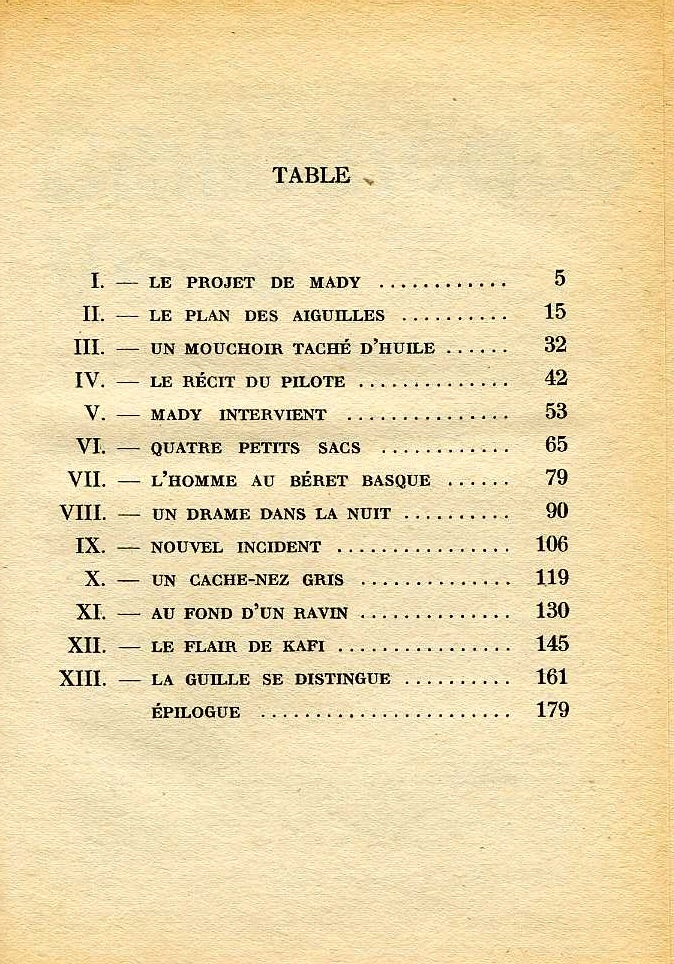 TABLE
I. — LE PROJET DE MADY ............ 5
II. — LE PLAN DES AIGUILLES .......... 15
III. — UN MOUCHOIR TACHÉ D'HUILE ...... 32
IV. — LE RÉCIT DU PILOTE .............. 42
V. — MADY INTERVIENT ............... 53
VI. — QUATRE PETITS SACS ............ 65
VII. — L'HOMME AU BÉRET BASQUE ...... 79
VIII. — UN DRAME DANS LA NUIT .......... 90
IX. — NOUVEL INCIDENT ................ 106
X. — UN CACHE-NEZ GRIS .............. 119
XI. — AU FOND D'UN RAVIN .............. 130
XII. — LE FLAIR DE KAFI ................ 145
XIII. — LA GUILLE SE DISTINGUE .......... 161
ÉPILOGUE ....................... 179